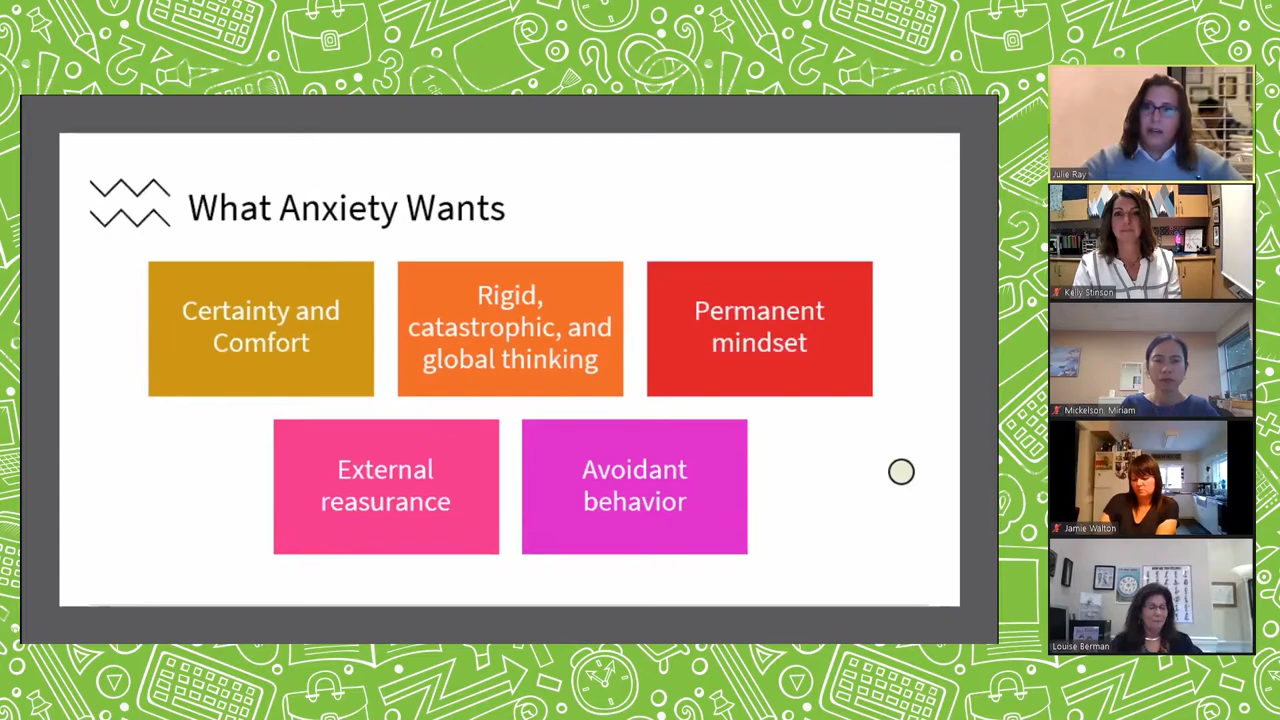 What Anxiety Wants
Certainty and
Comfort
Rigid,
catastrophic, and
global thinking
Permanent
mindset
External
reasurance
Avoidant
behavior
Julie Ray
Kelly Stinson
Mickelson, Miriam
Jamie Walton
Louise Berman